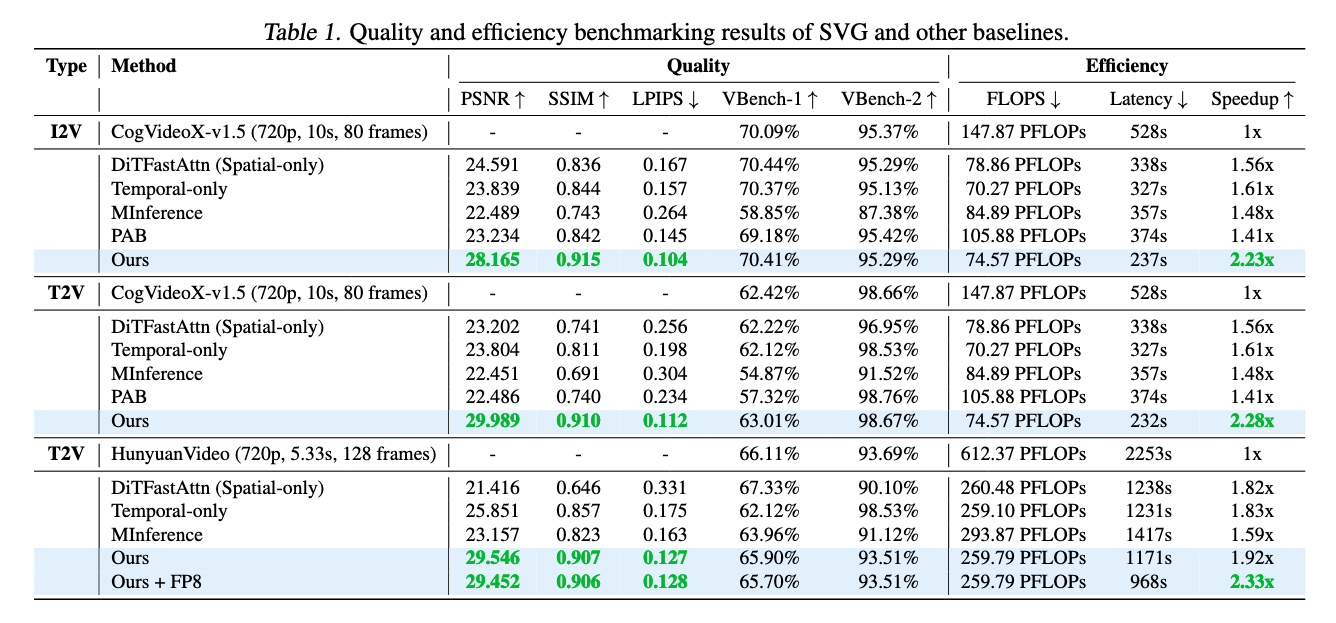 Table 1. Quality and efficiency benchmarking results of SVG and other baselines.
Type Method Quality Efficiency
PSNR ↑ SSIM ↑ LPIPS ↓ VBench-1 ↑ VBench-2 ↑ FLOPS ↓ Latency ↓ Speedup ↑
I2V CogVideoX-v1.5 (720p, 10s, 80 frames) - - - 70.09% 95.37% 147.87 PFLOPs 528s 1x
DiTFastAttn (Spatial-only) 24.591 0.836 0.167 70.44% 95.29% 78.86 PFLOPs 338s 1.56x
Temporal-only 23.839 0.844 0.157 70.37% 95.13% 70.27 PFLOPs 327s 1.61x
MInference 22.489 0.743 0.264 58.85% 87.38% 84.89 PFLOPs 357s 1.48x
PAB 23.234 0.842 0.145 69.18% 95.42% 105.88 PFLOPs 374s 1.41x
Ours 28.165 0.915 0.104 70.41% 95.29% 74.57 PFLOPs 237s 2.23x
T2V CogVideoX-v1.5 (720p, 10s, 80 frames) - - - 62.42% 98.66% 147.87 PFLOPs 528s 1x
DiTFastAttn (Spatial-only) 23.202 0.741 0.256 62.22% 96.95% 78.86 PFLOPs 338s 1.56x
Temporal-only 23.804 0.811 0.198 62.12% 98.53% 70.27 PFLOPs 327s 1.61x
MInference 22.451 0.691 0.304 54.87% 91.52% 84.89 PFLOPs 357s 1.48x
PAB 22.486 0.740 0.234 57.32% 98.76% 105.88 PFLOPs 374s 1.41x
Ours 29.989 0.910 0.112 63.01% 98.67% 74.57 PFLOPs 232s 2.28x
T2V HunyuanVideo (720p, 5.33s, 128 frames) - - - 66.11% 93.69% 612.37 PFLOPs 2253s 1x
DiTFastAttn (Spatial-only) 21.416 0.646 0.331 67.33% 90.10% 260.48 PFLOPs 1238s 1.82x
Temporal-only 25.851 0.857 0.175 62.12% 98.53% 259.10 PFLOPs 1231s 1.83x
MInference 23.157 0.823 0.163 63.96% 91.12% 293.87 PFLOPs 1417s 1.59x
Ours 29.546 0.907 0.127 65.90% 93.51% 259.79 PFLOPs 1171s 1.92x
Ours + FP8 29.452 0.906 0.128 65.70% 93.51% 259.79 PFLOPs 968s 2.33x